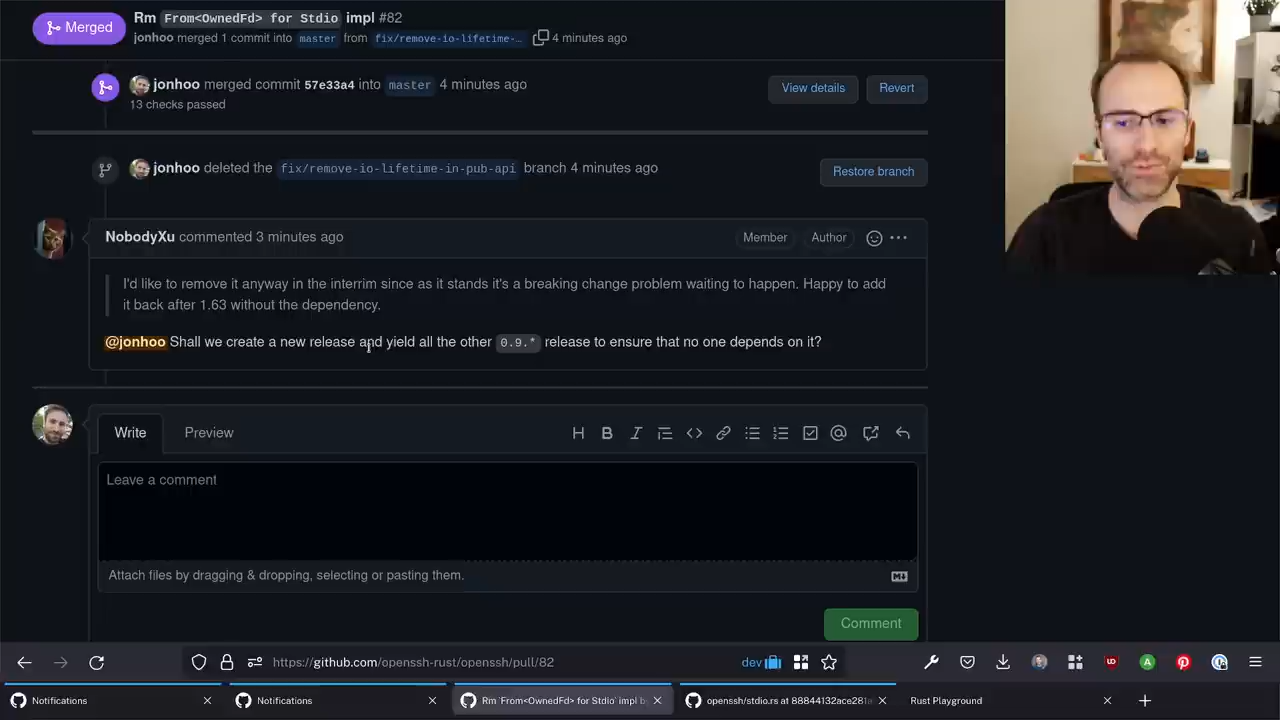 Merged
Rm From<OwnedFd> for Stdio impl #82
jonhoo merged 1 commit into master from fix/remove-io-lifetime-… 4 minutes ago
jonhoo merged commit 57e33a4 into master 4 minutes ago
13 checks passed
View details
Revert
jonhoo deleted the fix/remove-io-lifetime-in-pub-api branch 4 minutes ago
Restore branch
NobodyXu commented 3 minutes ago
Member
Author
I'd like to remove it anyway in the interrim since as it stands it's a breaking change problem waiting to happen. Happy to add
it back after 1.63 without the dependency.
@jonhoo Shall we create a new release and yield all the other 0.9.* release to ensure that no one depends on it?
Write
Preview
Leave a comment
Attach files by dragging & dropping, selecting or pasting them.
Comment
https://github.com/openssh-rust/openssh/pull/82
dev
Notifications
Notifications
Rm `From<OwnedFd> for Stdio` impl b
openssh/stdio.rs at 88844132ace281
Rust Playground